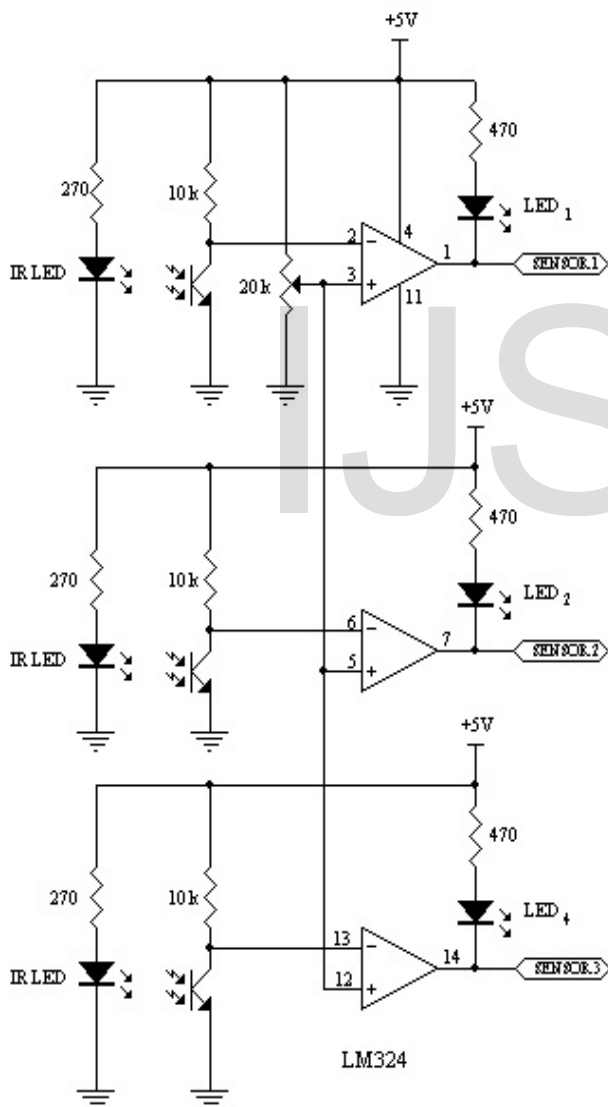 +5V
270
10k
470
LED 1
IR LED
20k
2
3
4
11
1
SENSOR.1
IJS
+5V
270
10k
470
LED 2
IR LED
6
5
7
SENSOR.2
+5V
270
10k
470
LED 4
IR LED
13
12
14
SENSOR.3
LM324